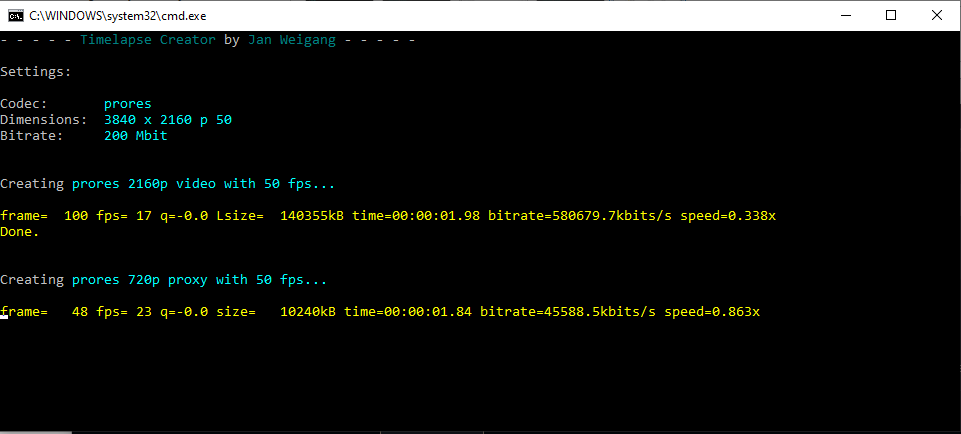 C:\WINDOWS\system32\cmd.exe
- - - - - Timelapse Creator by Jan Weigang - - - - -
Settings:
Codec: prores
Dimensions: 3840 x 2160 p 50
Bitrate: 200 Mbit
Creating prores 2160p video with 50 fps...
frame= 100 fps= 17 q=-0.0 Lsize= 140355kB time=00:00:01.98 bitrate=580679.7kbits/s speed=0.338x
Done.
Creating prores 720p proxy with 50 fps...
frame= 48 fps= 23 q=-0.0 size= 10240kB time=00:00:01.84 bitrate=45588.5kbits/s speed=0.863x